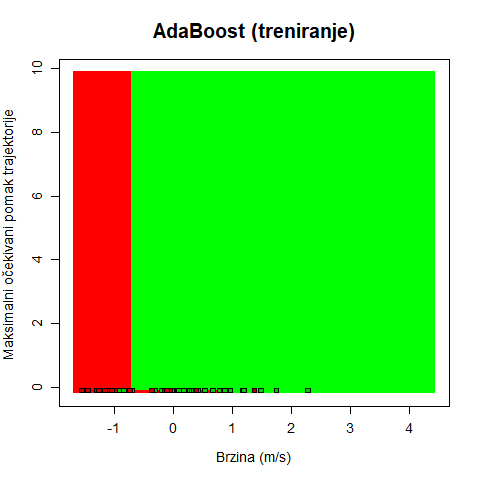 AdaBoost (treniranje)
Maksimalni očekivani pomak trajektorije
10
8
6
4
2
0
-1 0 1 2 3 4
Brzina (m/s)